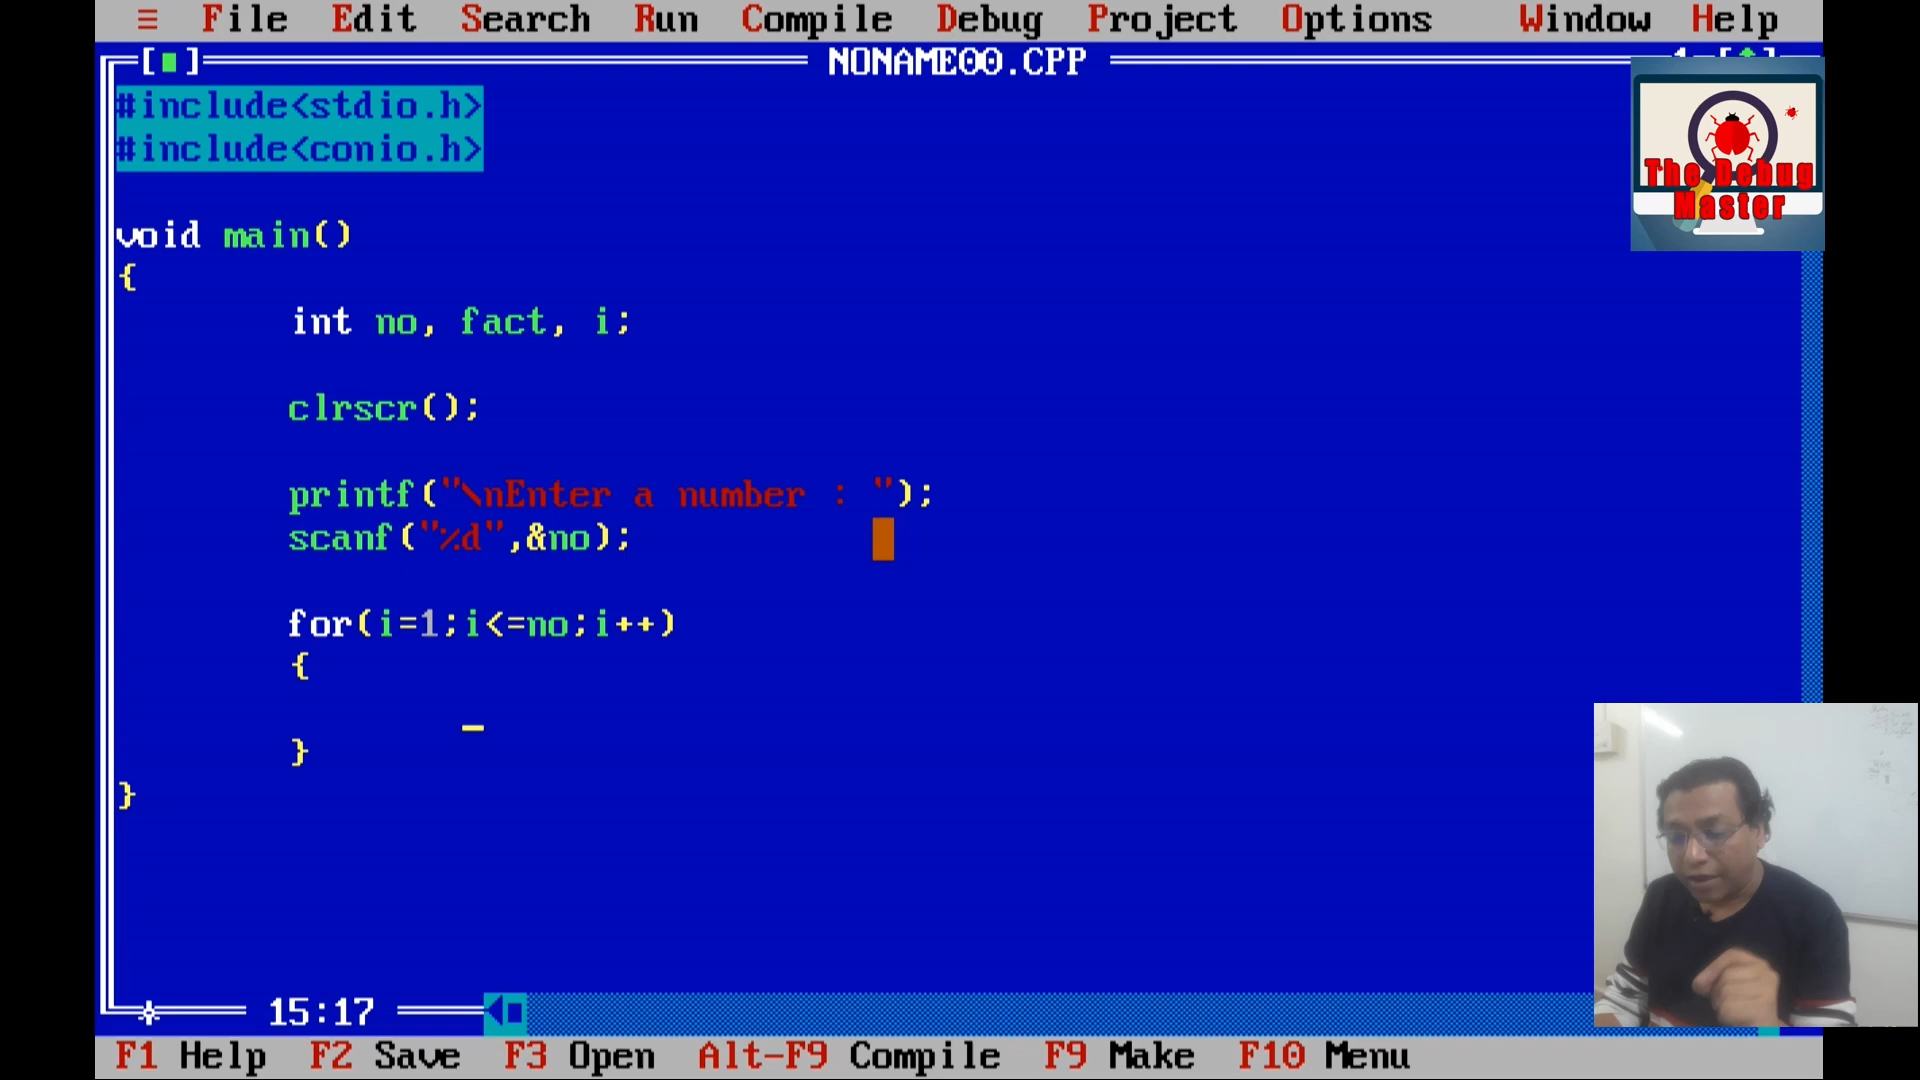 ≡ File Edit Search Run Compile Debug Project Options Window Help
[■] NONAME00.CPP 1 [↑]
#include<stdio.h>
#include<conio.h>
The Debug
Master
void main()
{
int no, fact, i;
clrscr();
printf("\nEnter a number : ");
scanf("%d",&no);
for(i=1;i<=no;i++)
{
}
}
15:17
F1 Help F2 Save F3 Open Alt-F9 Compile F9 Make F10 Menu